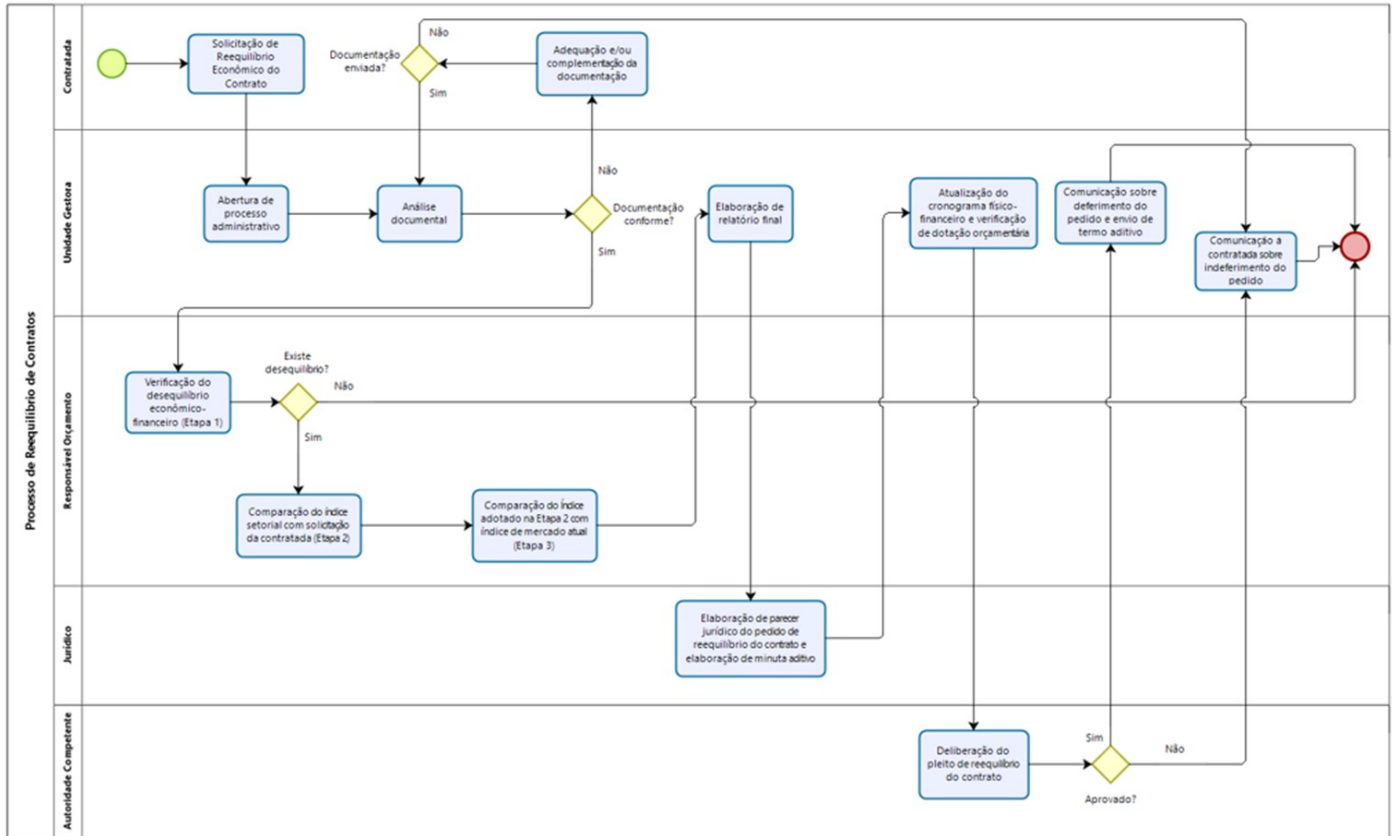 Processo de Reequilíbrio de Contratos
Contratada
Solicitação de
Reequilíbrio
Econômico do
Contrato
Documentação
enviada?
Não
Sim
Adequação e/ou
complementação da
documentação
Unidade Gestora
Abertura de
processo
administrativo
Análise
documental
Não
Documentação
conforme?
Sim
Elaboração de
relatório final
Atualização do
cronograma físico-
financeiro e verificação
de dotação orçamentária
Comunicação sobre
deferimento do
pedido e envio de
termo aditivo
Comunicação à
contratada sobre
indeferimento do
pedido
Responsável Orçamento
Verificação do
desequilíbrio
econômico-
financeiro (Etapa 1)
Existe
desequilíbrio?
Não
Sim
Comparação do índice
setorial com solicitação
da contratada (Etapa 2)
Comparação do Índice
adotado na Etapa 2 com
índice de mercado atual
(Etapa 3)
Jurídico
Elaboração de parecer
jurídico do pedido de
reequilíbrio do contrato e
elaboração de minuta aditivo
Autoridade Competente
Deliberação do
pleito de reequilíbrio
do contrato
Sim
Não
Aprovado?